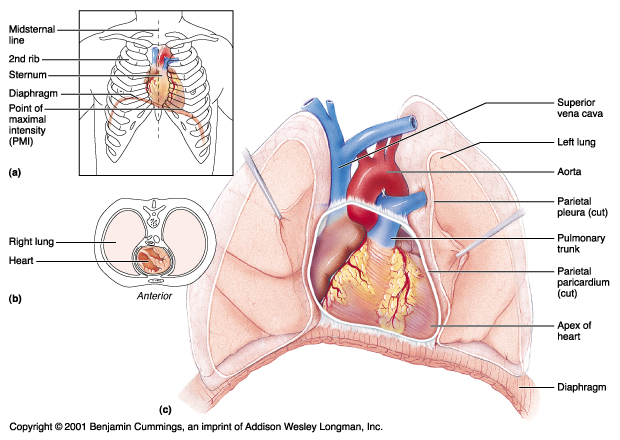 Midsternal
line
2nd rib
Sternum
Diaphragm
Point of
maximal
intensity
(PMI)
(a)
Right lung
Heart
(b)
Anterior
Superior
vena cava
Left lung
Aorta
Parietal
pleura (cut)
Pulmonary
trunk
Parietal
paricardium
(cut)
Apex of
heart
Diaphragm
(c)
Copyright © 2001 Benjamin Cummings, an imprint of Addison Wesley Longman, Inc.